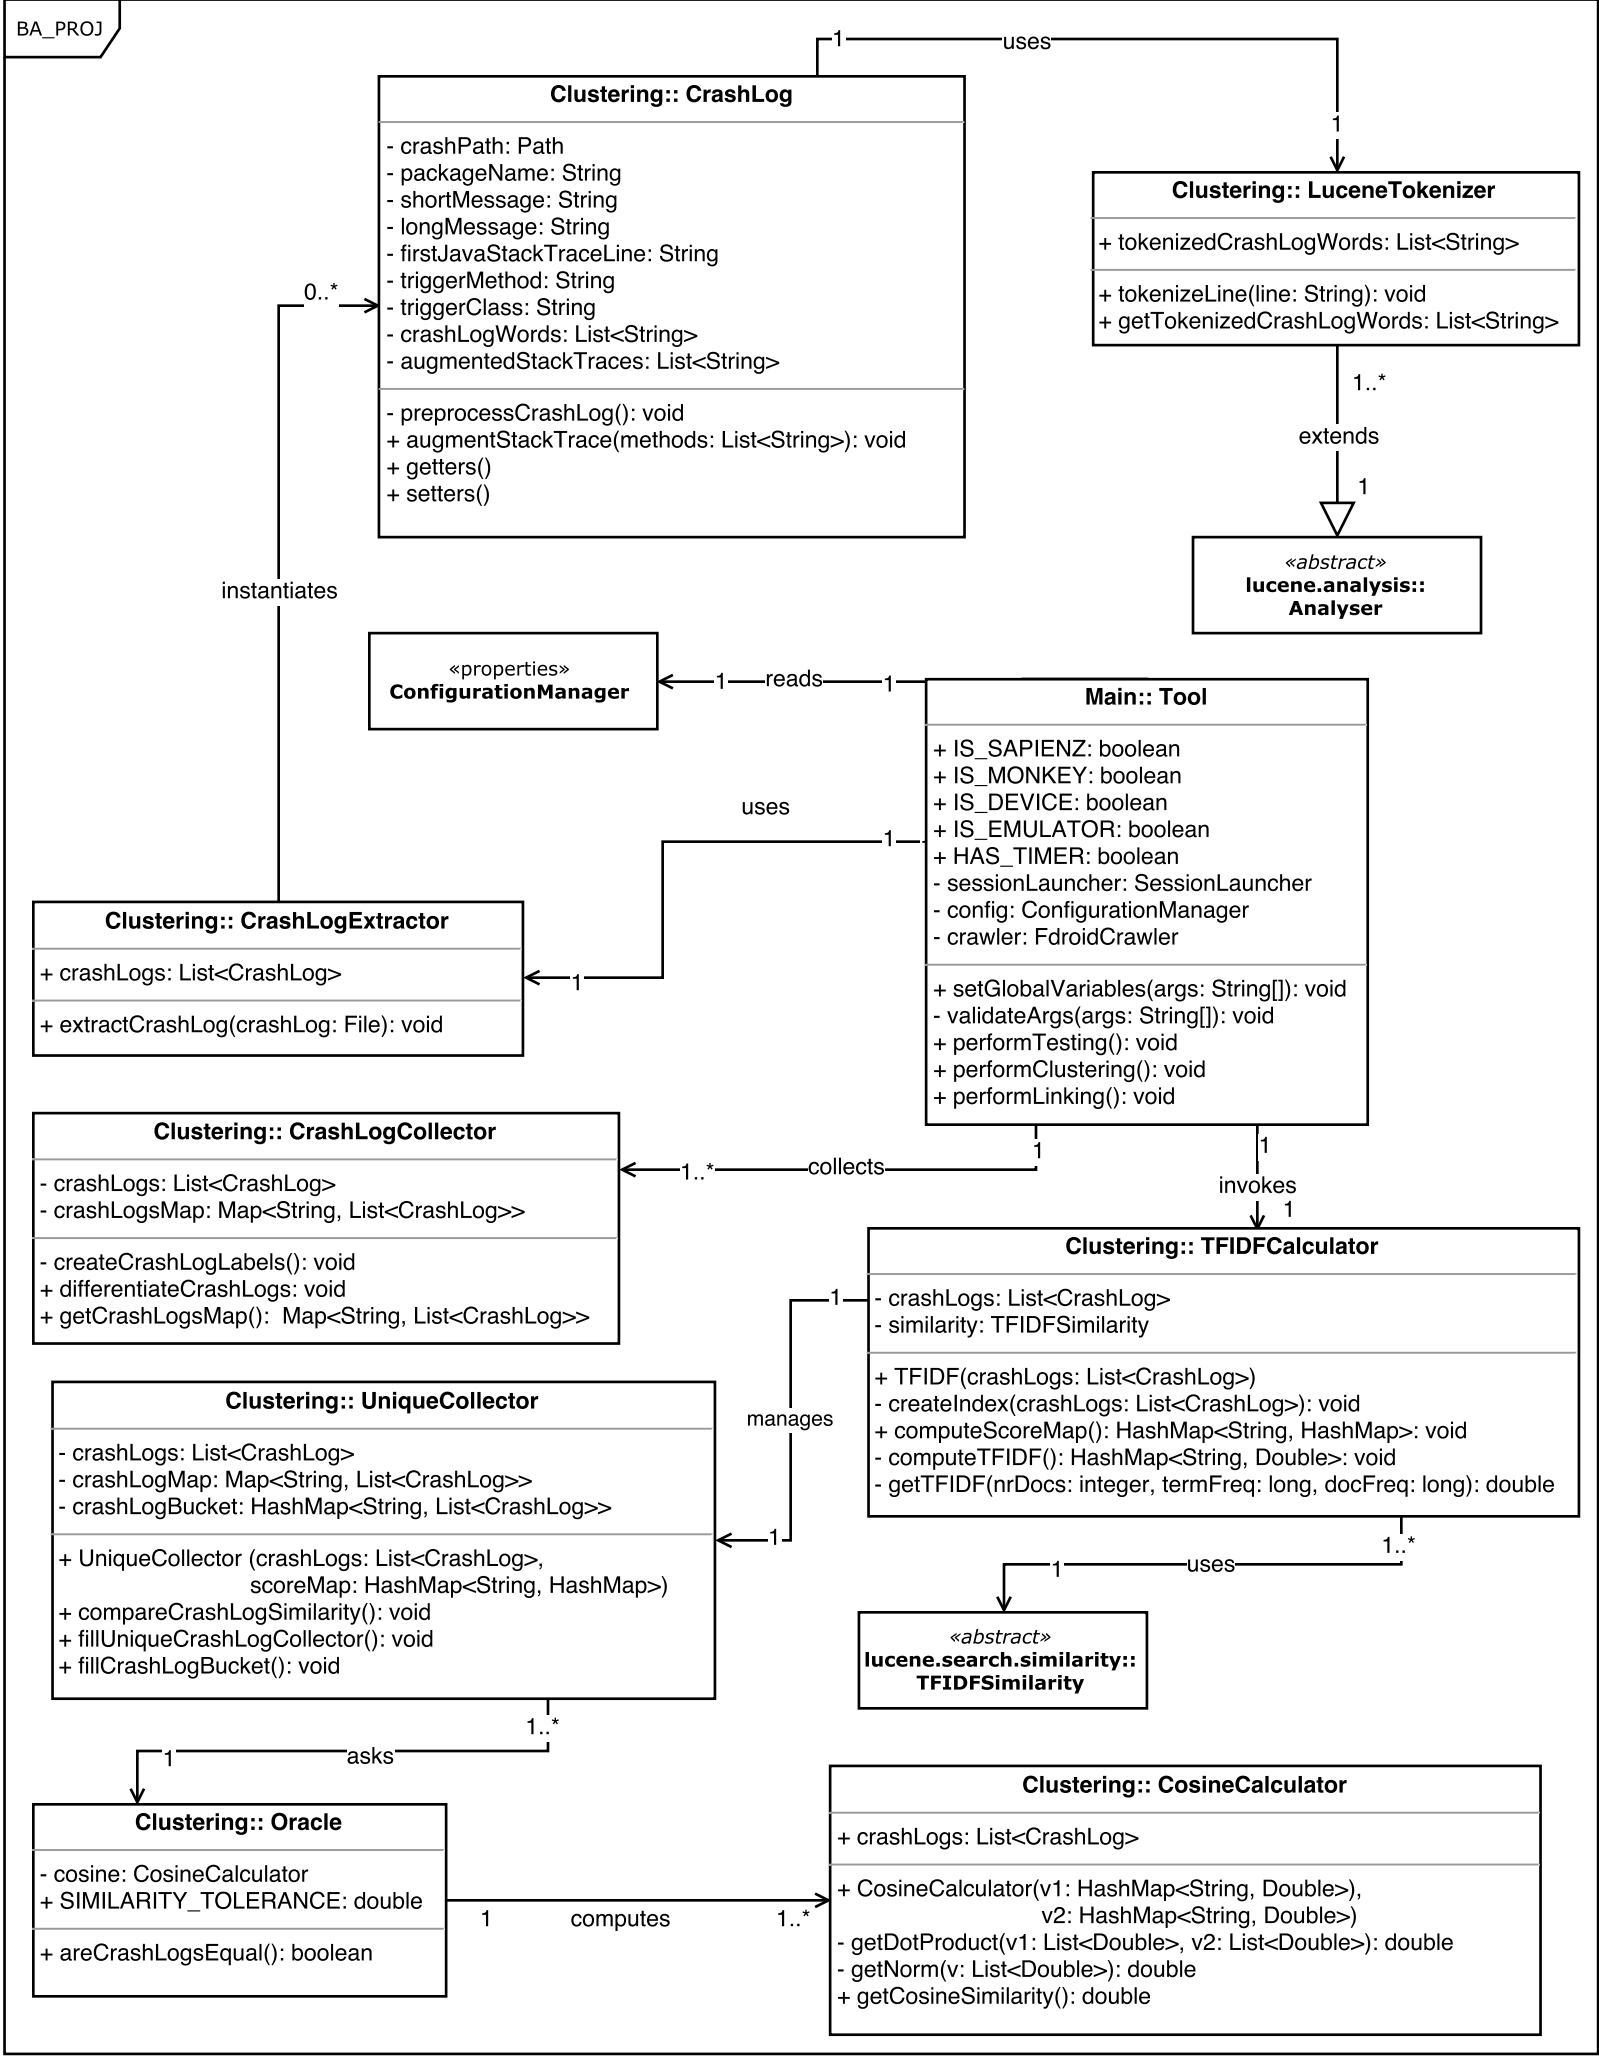 BA_PROJ
1
uses
1
Clustering:: CrashLog
- crashPath: Path
- packageName: String
- shortMessage: String
- longMessage: String
- firstJavaStackTraceLine: String
- triggerMethod: String
- triggerClass: String
- crashLogWords: List<String>
- augmentedStackTraces: List<String>
- preprocessCrashLog(): void
+ augmentStackTrace(methods: List<String>): void
+ getters()
+ setters()
Clustering:: LuceneTokenizer
+ tokenizedCrashLogWords: List<String>
+ tokenizeLine(line: String): void
+ getTokenizedCrashLogWords: List<String>
0..*
instantiates
1..*
extends
1
«abstract»
lucene.analysis::
Analyser
«properties»
ConfigurationManager
1
reads
1
Main:: Tool
+ IS_SAPIENZ: boolean
+ IS_MONKEY: boolean
+ IS_DEVICE: boolean
+ IS_EMULATOR: boolean
+ HAS_TIMER: boolean
- sessionLauncher: SessionLauncher
- config: ConfigurationManager
- crawler: FdroidCrawler
+ setGlobalVariables(args: String[]): void
- validateArgs(args: String[]): void
+ performTesting(): void
+ performClustering(): void
+ performLinking(): void
uses
1
1
Clustering:: CrashLogExtractor
+ crashLogs: List<CrashLog>
+ extractCrashLog(crashLog: File): void
Clustering:: CrashLogCollector
- crashLogs: List<CrashLog>
- crashLogsMap: Map<String, List<CrashLog>>
- createCrashLogLabels(): void
+ differentiateCrashLogs: void
+ getCrashLogsMap():  Map<String, List<CrashLog>>
1..*
collects
1
1
invokes
1
Clustering:: TFIDFCalculator
- crashLogs: List<CrashLog>
- similarity: TFIDFSimilarity
+ TFIDF(crashLogs: List<CrashLog>)
- createIndex(crashLogs: List<CrashLog>): void
+ computeScoreMap(): HashMap<String, HashMap>: void
- computeTFIDF(): HashMap<String, Double>: void
- getTFIDF(nrDocs: integer, termFreq: long, docFreq: long): double
1
manages
1
Clustering:: UniqueCollector
- crashLogs: List<CrashLog>
- crashLogMap: Map<String, List<CrashLog>>
- crashLogBucket: HashMap<String, List<CrashLog>>
+ UniqueCollector (crashLogs: List<CrashLog>,
scoreMap: HashMap<String, HashMap>)
+ compareCrashLogSimilarity(): void
+ fillUniqueCrashLogCollector(): void
+ fillCrashLogBucket(): void
1..*
uses
1
«abstract»
lucene.search.similarity::
TFIDFSimilarity
1..*
asks
1
Clustering:: Oracle
- cosine: CosineCalculator
+ SIMILARITY_TOLERANCE: double
+ areCrashLogsEqual(): boolean
1
computes
1..*
Clustering:: CosineCalculator
+ crashLogs: List<CrashLog>
+ CosineCalculator(v1: HashMap<String, Double>),
v2: HashMap<String, Double>)
- getDotProduct(v1: List<Double>, v2: List<Double>): double
- getNorm(v: List<Double>): double
+ getCosineSimilarity(): double